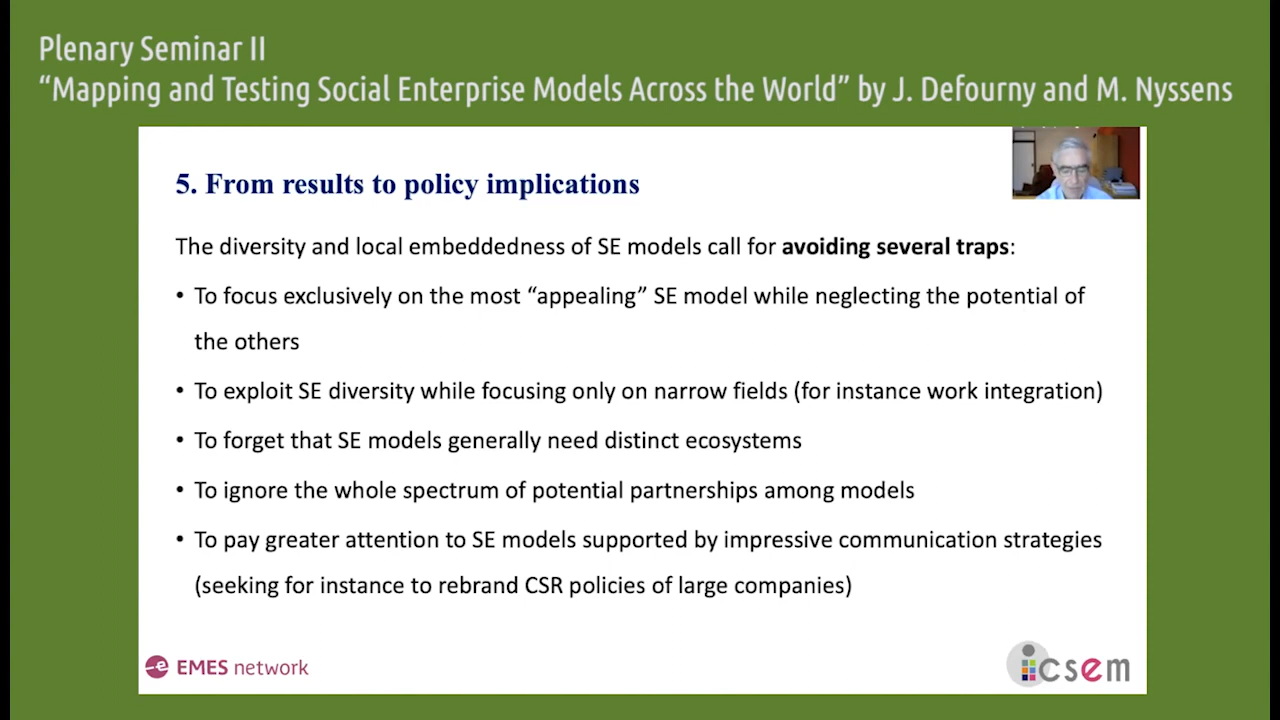 Plenary Seminar II
“Mapping and Testing Social Enterprise Models Across the World” by J. Defourny and M. Nyssens
5. From results to policy implications
The diversity and local embeddedness of SE models call for avoiding several traps:
• To focus exclusively on the most “appealing” SE model while neglecting the potential of
the others
• To exploit SE diversity while focusing only on narrow fields (for instance work integration)
• To forget that SE models generally need distinct ecosystems
• To ignore the whole spectrum of potential partnerships among models
• To pay greater attention to SE models supported by impressive communication strategies
(seeking for instance to rebrand CSR policies of large companies)
EMES network
icsem